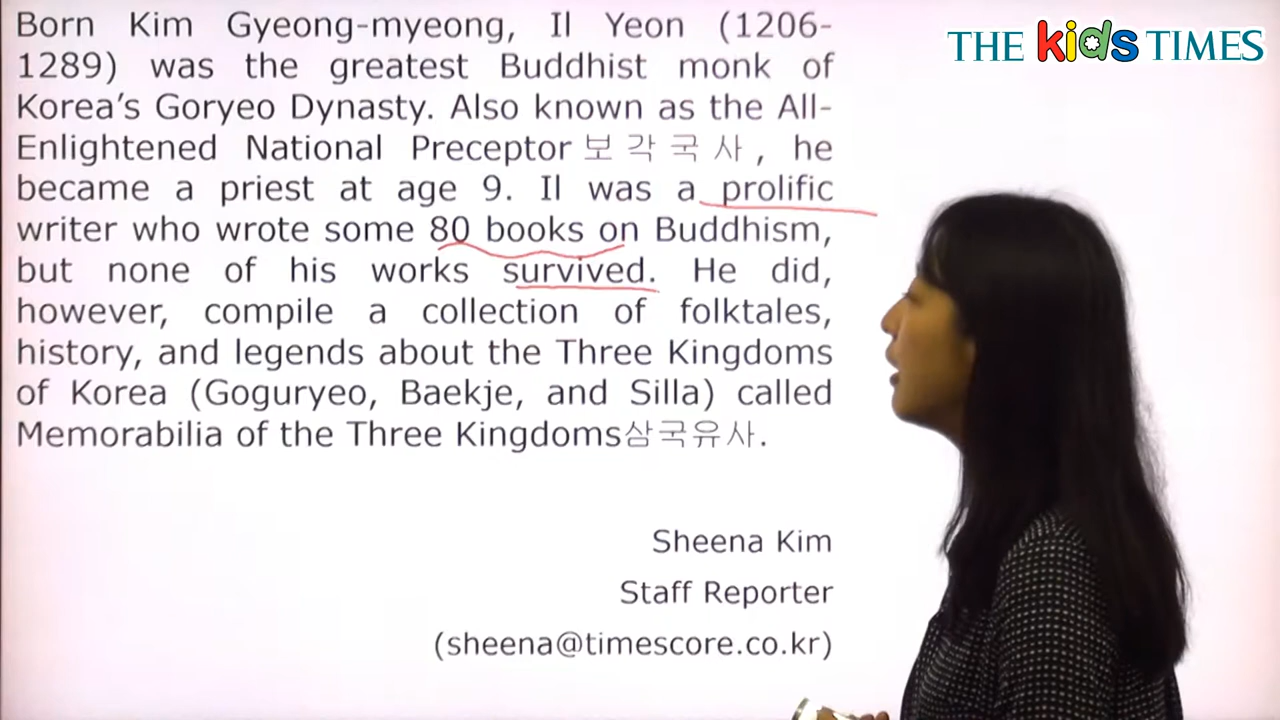 Born Kim Gyeong-myeong, Il Yeon (1206-
1289) was the greatest Buddhist monk of
Korea's Goryeo Dynasty. Also known as the All-
Enlightened National Preceptor 보각국사, he
became a priest at age 9. Il was a prolific
writer who wrote some 80 books on Buddhism,
but none of his works survived. He did,
however, compile a collection of folktales,
history, and legends about the Three Kingdoms
of Korea (Goguryeo, Baekje, and Silla) called
Memorabilia of the Three Kingdoms삼국유사.
Sheena Kim
Staff Reporter
(sheena@timescore.co.kr)
THE kids TIMES